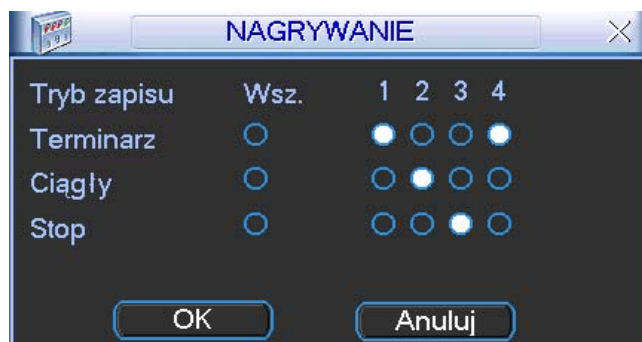 NAGRYWANIE
Tryb zapisu Wsz. 1 2 3 4
Terminarz
Ciągły
Stop
OK Anuluj